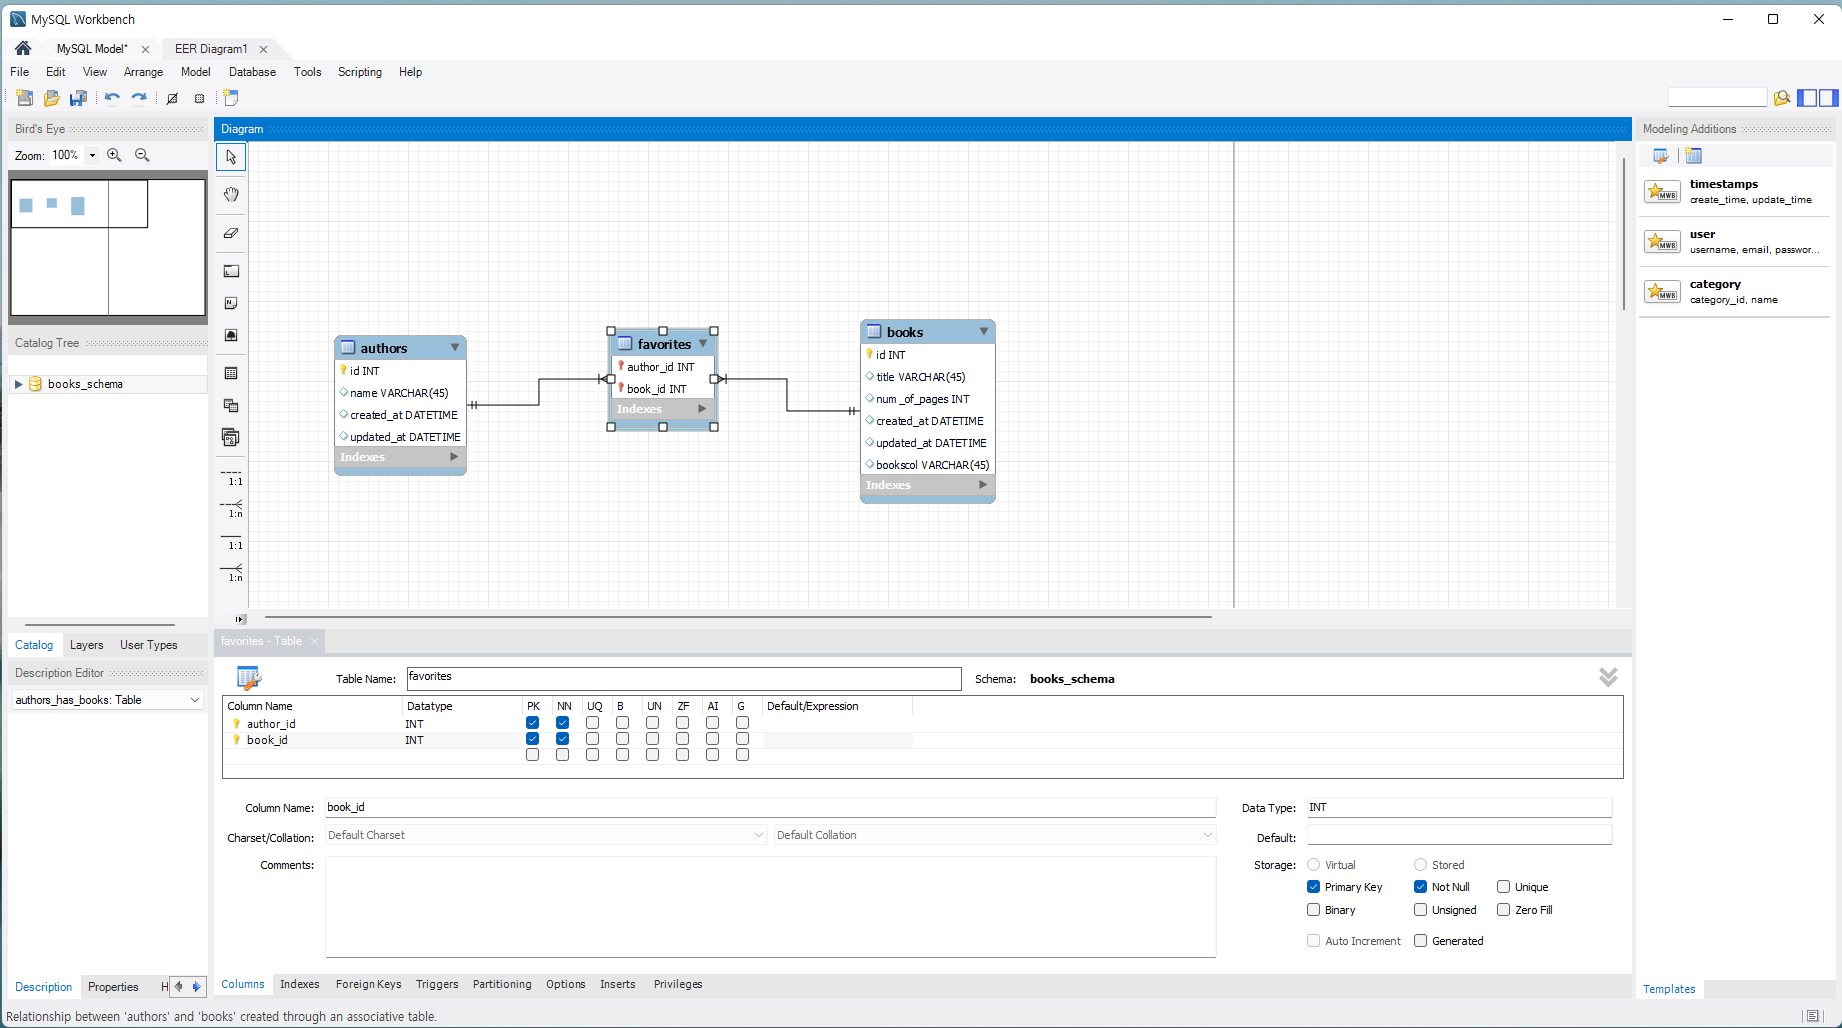 MySQL Workbench
MySQL Model*
EER Diagram1
File Edit View Arrange Model Database Tools Scripting Help
Bird's Eye
Zoom: 100%
Catalog Tree
books_schema
Catalog Layers User Types
Description Editor
authors_has_books: Table
Description Properties H
Diagram
1:1
1:n
1:1
1:n
authors
id INT
name VARCHAR(45)
created_at DATETIME
updated_at DATETIME
Indexes
favorites
author_id INT
book_id INT
Indexes
books
id INT
title VARCHAR(45)
num _of_pages INT
created_at DATETIME
updated_at DATETIME
bookscol VARCHAR(45)
Indexes
Modeling Additions
MWB
timestamps
create_time, update_time
MWB
user
username, email, passwor...
MWB
category
category_id, name
Templates
favorites - Table
Table Name: favorites
Schema: books_schema
Column Name Datatype PK NN UQ B UN ZF AI G Default/Expression
author_id INT
book_id INT
Column Name: book_id
Data Type: INT
Charset/Collation: Default Charset Default Collation
Default:
Comments:
Storage: Virtual Stored
Primary Key Not Null Unique
Binary Unsigned Zero Fill
Auto Increment Generated
Columns Indexes Foreign Keys Triggers Partitioning Options Inserts Privileges
Relationship between 'authors' and 'books' created through an associative table.